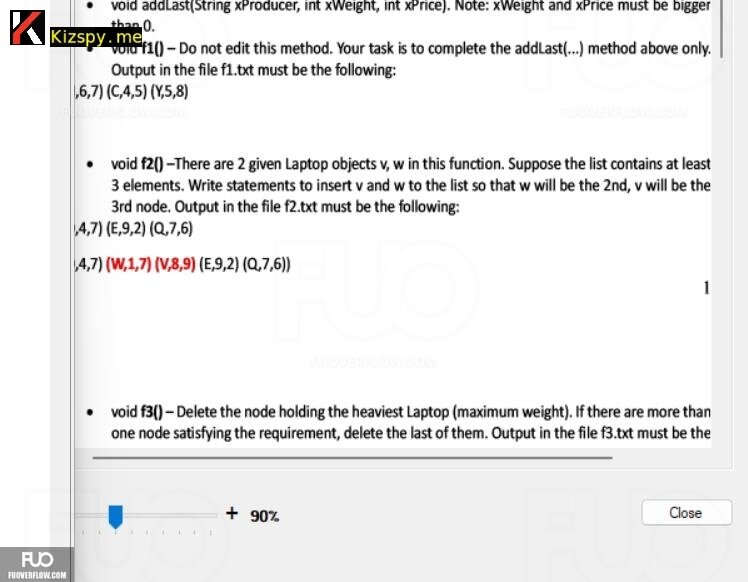 void addLast(String xProducer, int xWeight, int xPrice). Note: xWeight and xPrice must be bigger
than 0.
Kizspy.me
void f1() – Do not edit this method. Your task is to complete the addLast(...) method above only.
Output in the file f1.txt must be the following:
,6,7) (C,4,5) (Y,5,8)
FUOVERFLOW.COM FUOVERFLOW.COM
• void f2() –There are 2 given Laptop objects v, w in this function. Suppose the list contains at least
3 elements. Write statements to insert v and w to the list so that w will be the 2nd, v will be the
3rd node. Output in the file f2.txt must be the following:
,4,7) (E,9,2) (Q,7,6)
,4,7) (W,1,7) (V,8,9) (E,9,2) (Q,7,6))
1
FUO
FUOVERFLOW.COM
• void f3() – Delete the node holding the heaviest Laptop (maximum weight). If there are more than
one node satisfying the requirement, delete the last of them. Output in the file f3.txt must be the
+ 90%
Close
FUO
FUOVERFLOW.COM